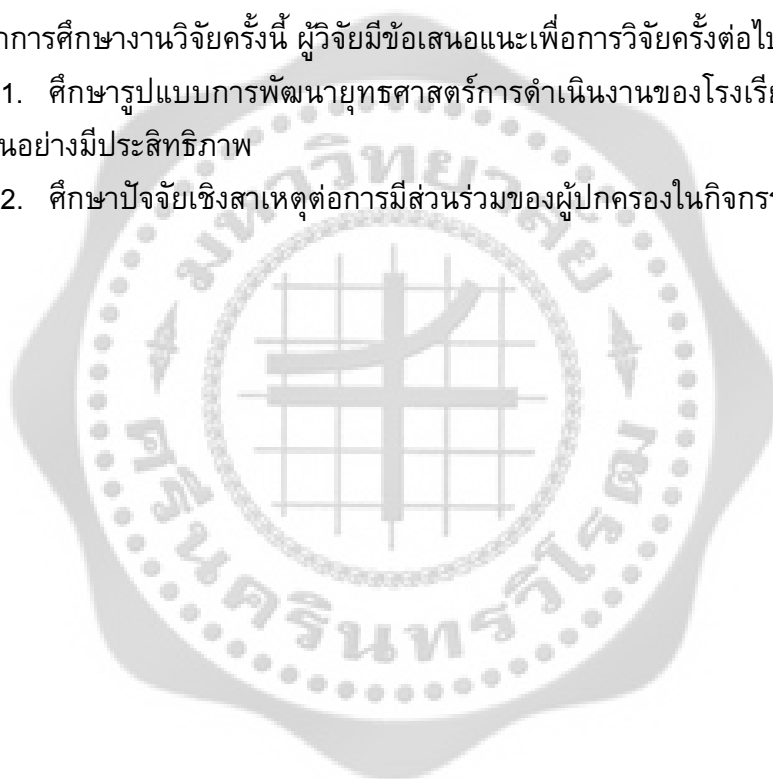 การศึกษางานวิจัยครั้งนี้ ผู้วิจัยมีข้อเสนอแนะเพื่อการวิจัยครั้งต่อไป
1. ศึกษารูปแบบการพัฒนายุทธศาสตร์การดำเนินงานของโรงเรีย
นอย่างมีประสิทธิภาพ
2. ศึกษาปัจจัยเชิงสาเหตุต่อการมีส่วนร่วมของผู้ปกครองในกิจกรร
มหาวิทยาลัย
ศรีนครินทรวิโรฒ